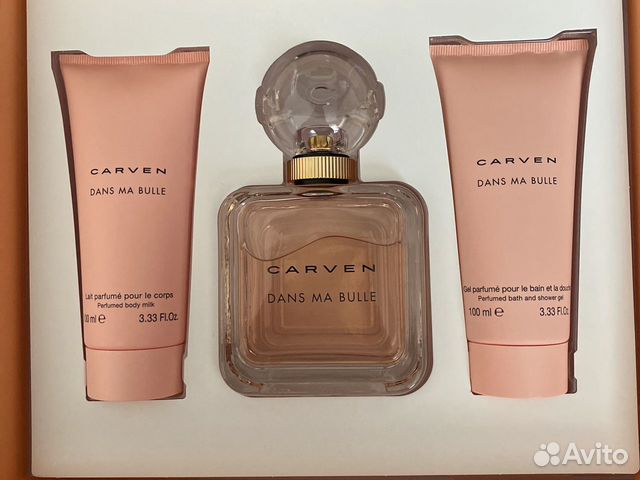 CARVEN
DANS MA BULLE
Lait parfumé pour le corps
Perfumed body milk
00 ml e 3.33 Fl.Oz.
CARVEN
DANS MA BULLE
CARVEN
DANS MA BULLE
Gel parfumé pour le bain et la douche
Perfumed bath and shower gel
100 ml e 3.33 Fl.Oz.
Avito